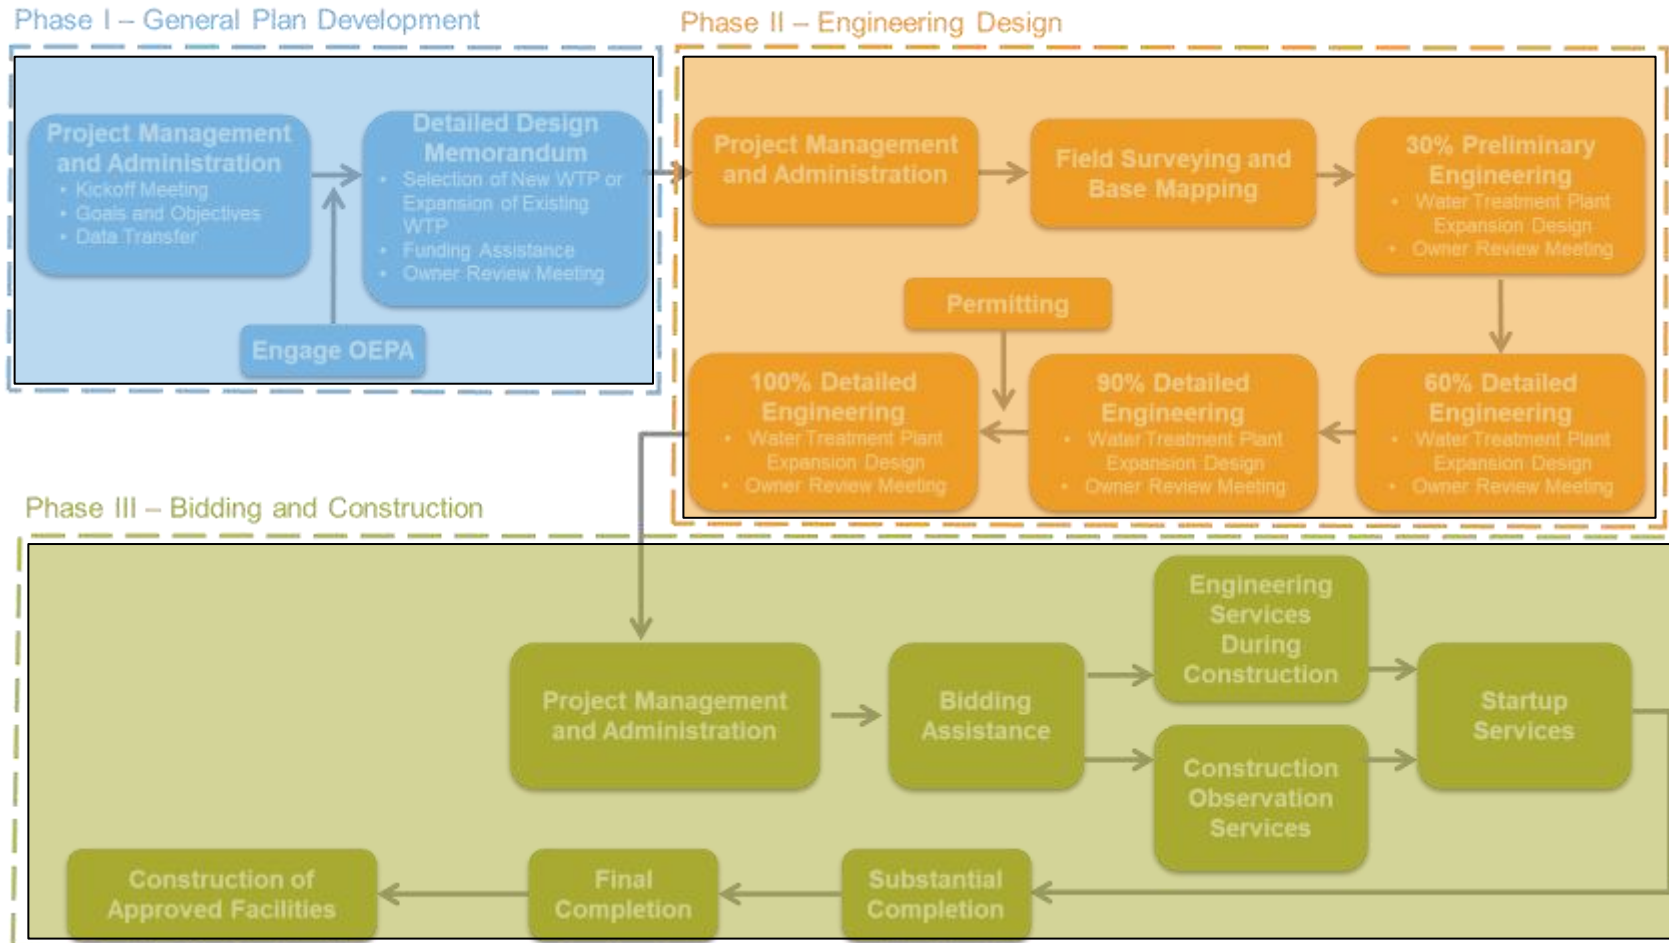 Phase I – General Plan Development
Project Management
and Administration
• Kickoff Meeting
• Goals and Objectives
• Data Transfer
Detailed Design
Memorandum
• Selection of New WTP or
Expansion of Existing
WTP
• Funding Assistance
• Owner Review Meeting
Engage OEPA
Phase II – Engineering Design
Project Management
and Administration
Field Surveying and
Base Mapping
30% Preliminary
Engineering
• Water Treatment Plant
Expansion Design
• Owner Review Meeting
Permitting
100% Detailed
Engineering
• Water Treatment Plant
Expansion Design
• Owner Review Meeting
90% Detailed
Engineering
• Water Treatment Plant
Expansion Design
• Owner Review Meeting
60% Detailed
Engineering
• Water Treatment Plant
Expansion Design
• Owner Review Meeting
Phase III – Bidding and Construction
Project Management
and Administration
Bidding
Assistance
Engineering
Services
During
Construction
Construction
Observation
Services
Startup
Services
Construction of
Approved Facilities
Final
Completion
Substantial
Completion